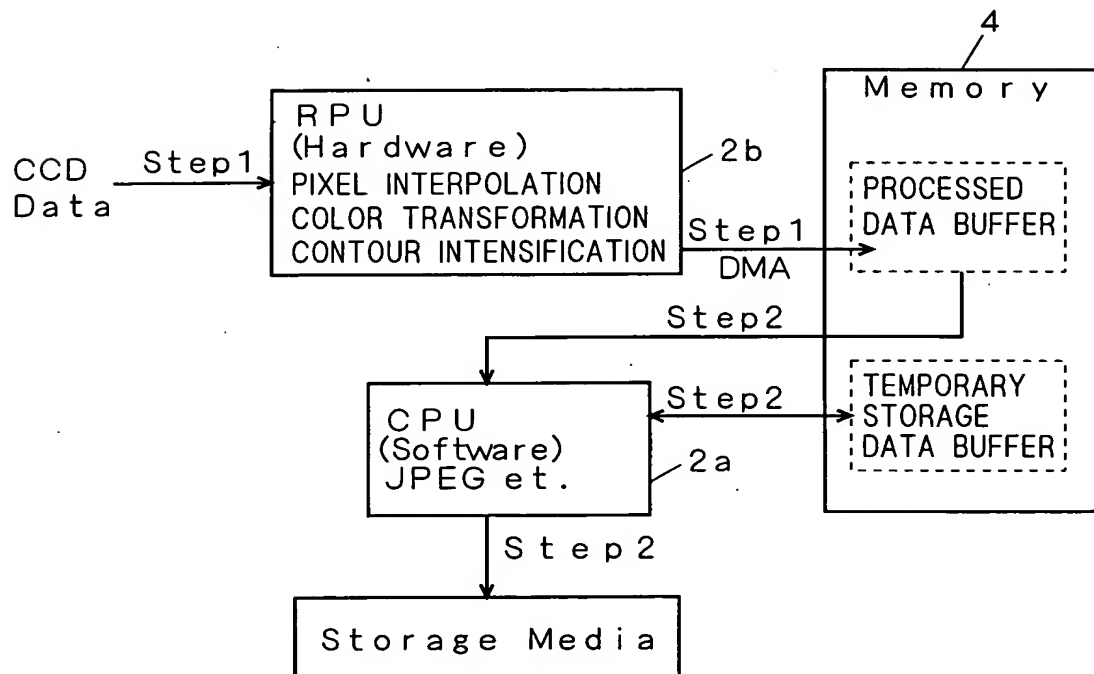 4
Memory
RPU
(Hardware)
PIXEL INTERPOLATION
COLOR TRANSFORMATION
CONTOUR INTENSIFICATION
2b
CCD
Data
Step1
Step1
DMA
PROCESSED
DATA BUFFER
Step2
CPU
(Software)
JPEG et.
2a
Step2
TEMPORARY
STORAGE
DATA BUFFER
Step2
Storage Media